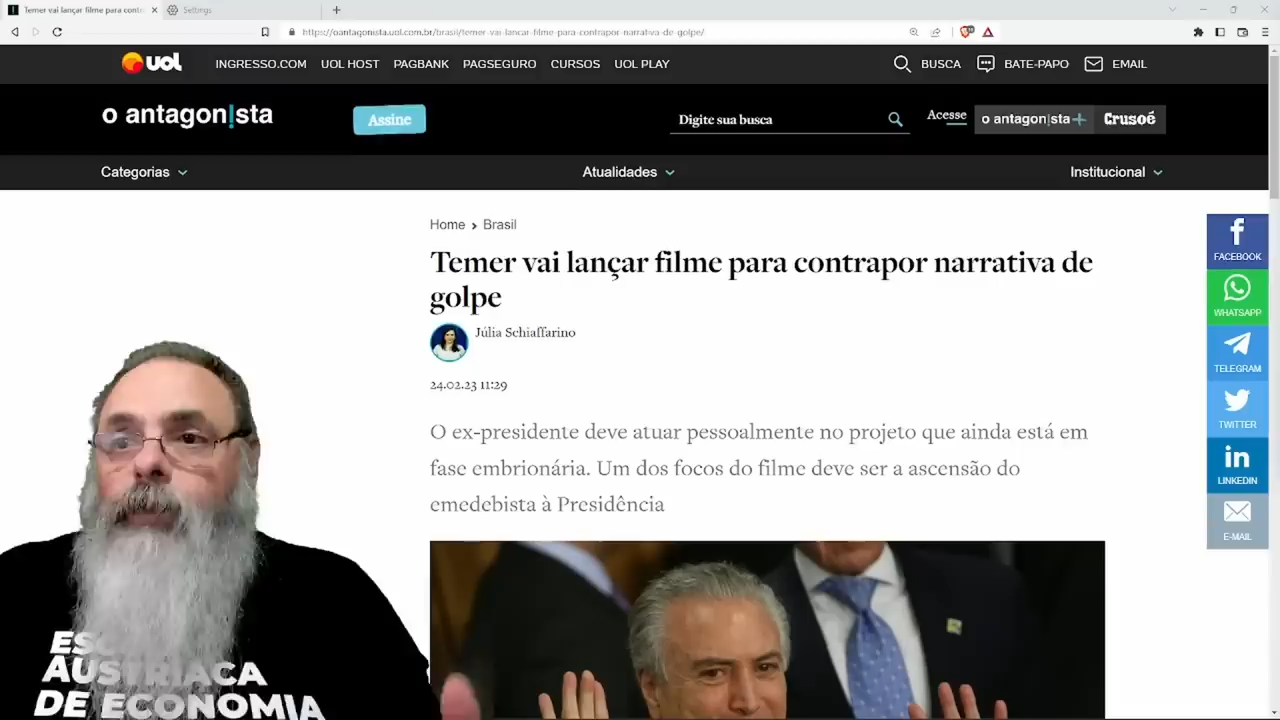 Temer vai lançar filme para contra
Settings
https://oantagonista.uol.com.br/brasil/temer-vai-lancar-filme-para-contrapor-narrativa-de-golpe/
uol
INGRESSO.COM UOL HOST PAGBANK PAGSEGURO CURSOS UOL PLAY
BUSCA BATE-PAPO EMAIL
o antagon!sta
Assine
Digite sua busca
Acesse
o antagon|sta+
Crusoé
Categorias
Atualidades
Institucional
Home > Brasil
Temer vai lançar filme para contrapor narrativa de
golpe
Júlia Schiaffarino
24.02.23 11:29
O ex-presidente deve atuar pessoalmente no projeto que ainda está em
fase embrionária. Um dos focos do filme deve ser a ascensão do
emedebista à Presidência
FACEBOOK
WHATSAPP
TELEGRAM
TWITTER
LINKEDIN
E-MAIL
AUSTRIACA
DE ECONOMIA